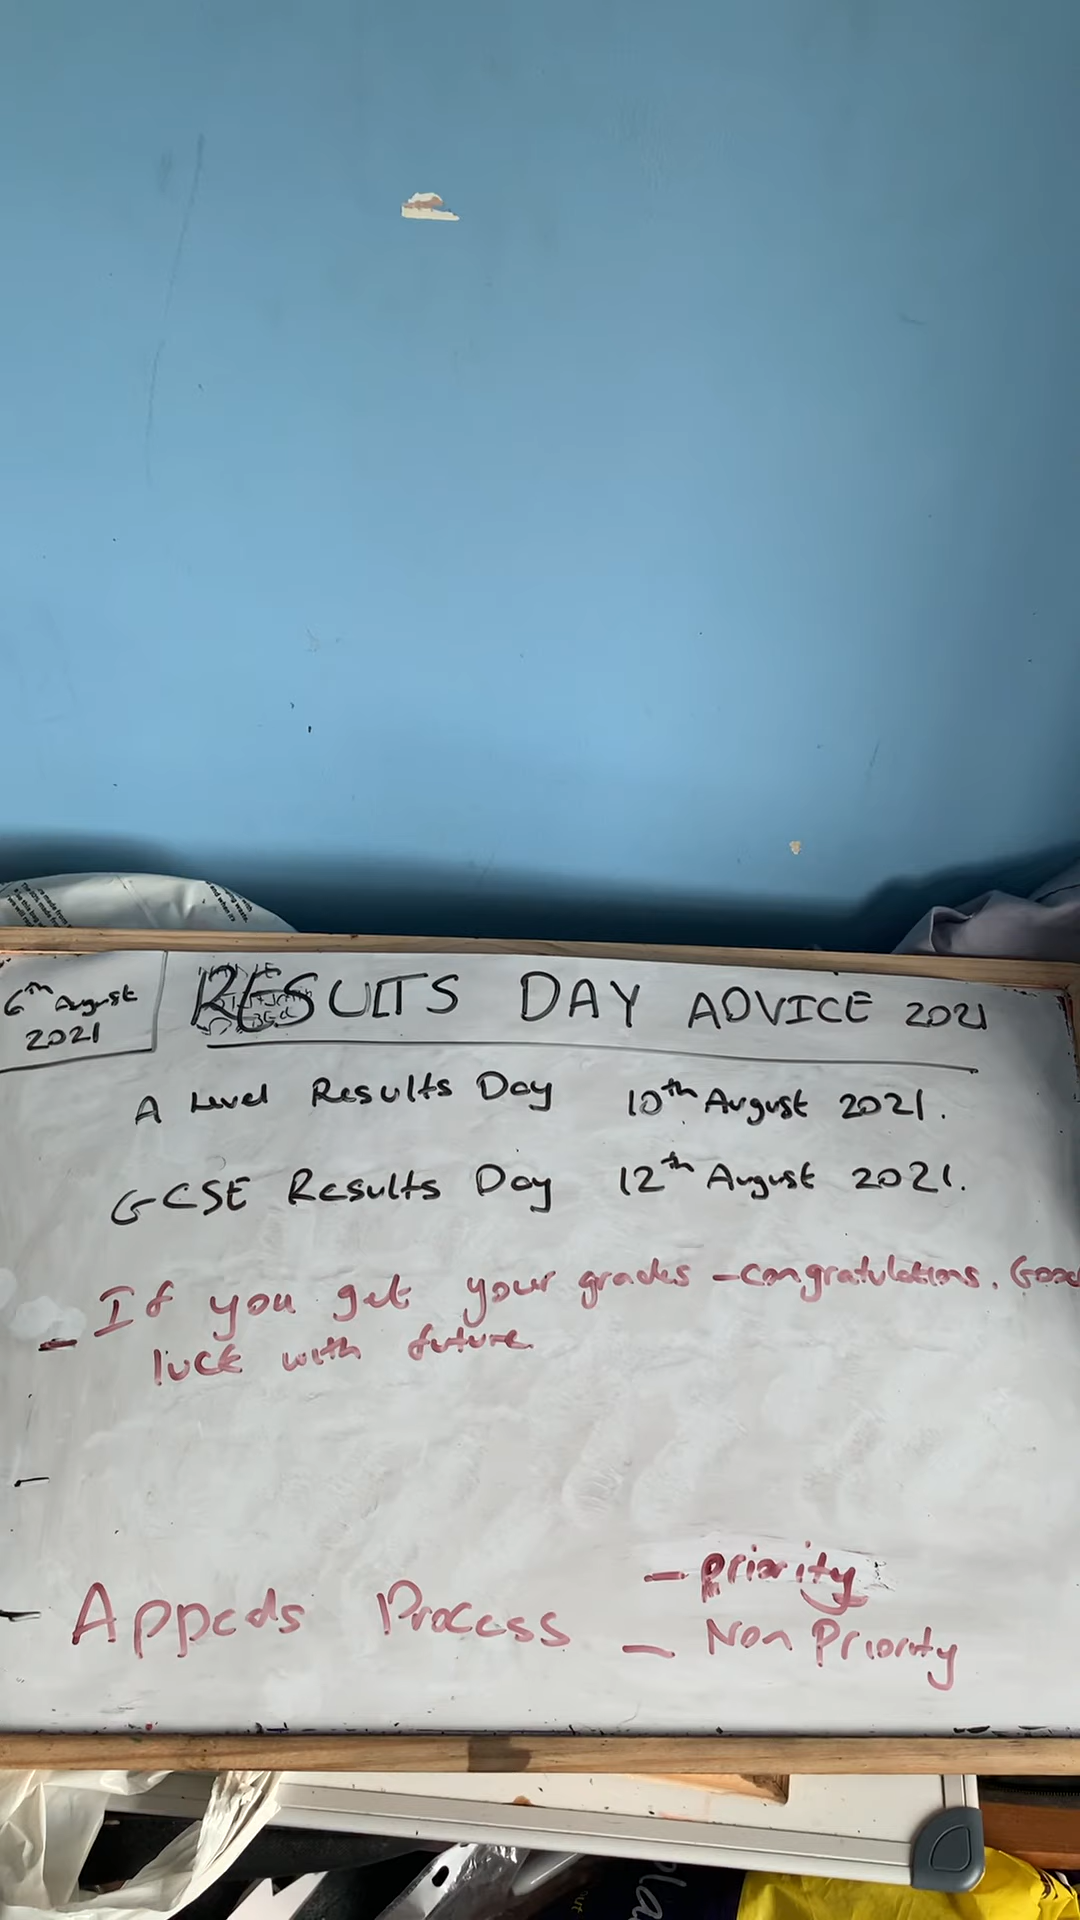 6th August
2021
RESULTS DAY ADVICE 2021
A Level Results Day 10th August 2021.
GCSE Results Day 12th August 2021.
- If you get your grades - congratulations. Good
luck with future
-
- Appeals Process
- Priority
- Non Priority